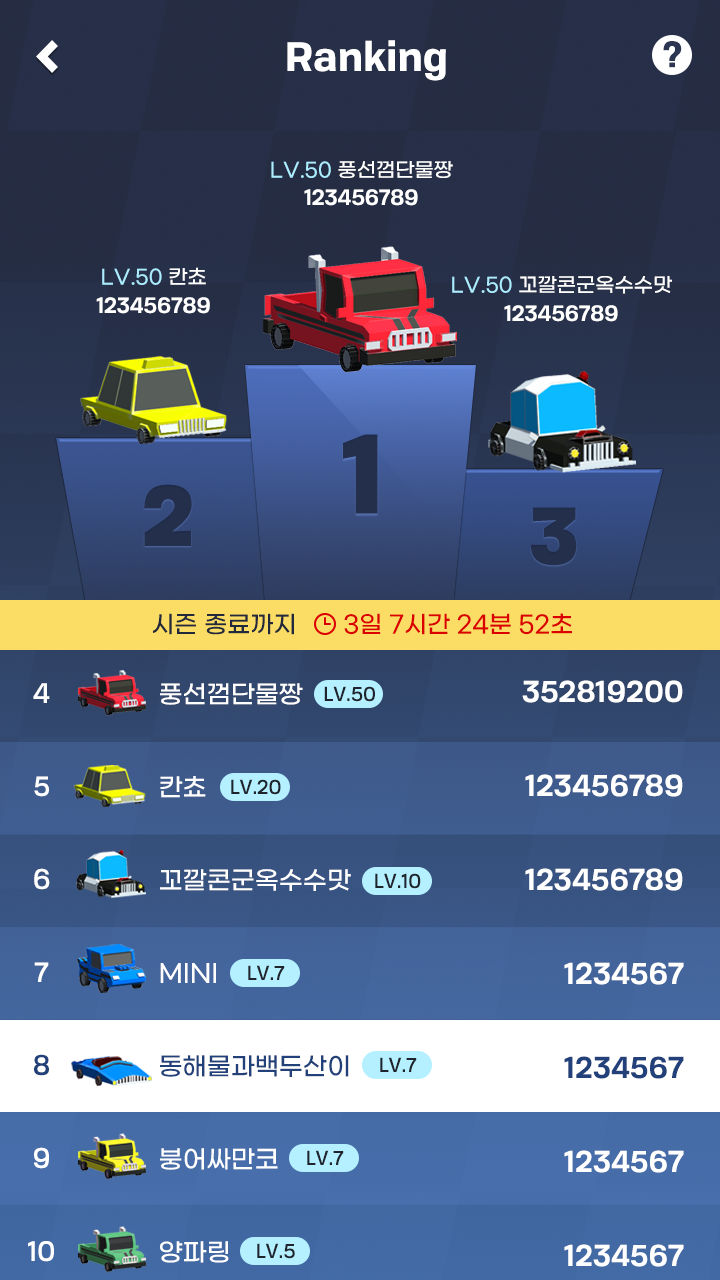 Ranking
?
LV.50 풍선껌단물짱
123456789
LV.50 칸쵸
123456789
LV.50 꼬깔콘군옥수수맛
123456789
1
2
3
시즌 종료까지 3일 7시간 24분 52초
4 풍선껌단물짱 LV.50 352819200
5 칸쵸 LV.20 123456789
6 꼬깔콘군옥수수맛 LV.10 123456789
7 MINI LV.7 1234567
8 동해물과백두산이 LV.7 1234567
9 붕어싸만코 LV.7 1234567
10 양파링 LV.5 1234567